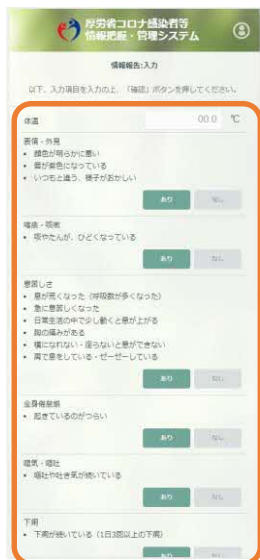 厚労省コロナ感染者等
情報把握・管理システム
情報報告:入力
以下、入力項目を入力の上、「確認」ボタンを押してください。
体温 00.0 ℃
表情・外見
• 顔色が明らかに悪い
• 唇が紫色になっている
• いつもと違う、様子がおかしい
あり なし
喀痰・咳嗽
• 咳やたんが、ひどくなっている
あり なし
息苦しさ
• 息が荒くなった（呼吸数が多くなった）
• 急に息苦しくなった
• 日常生活の中で少し動くと息が上がる
• 胸の痛みがある
• 横になれない・座らないと息ができない
• 肩で息をしている・ゼーゼーしている
あり なし
全身倦怠感
• 起きているのがつらい
あり なし
嘔気・嘔吐
• 嘔吐や吐き気が続いている
あり なし
下痢
• 下痢が続いている（1日3回以上の下痢）
あり なし